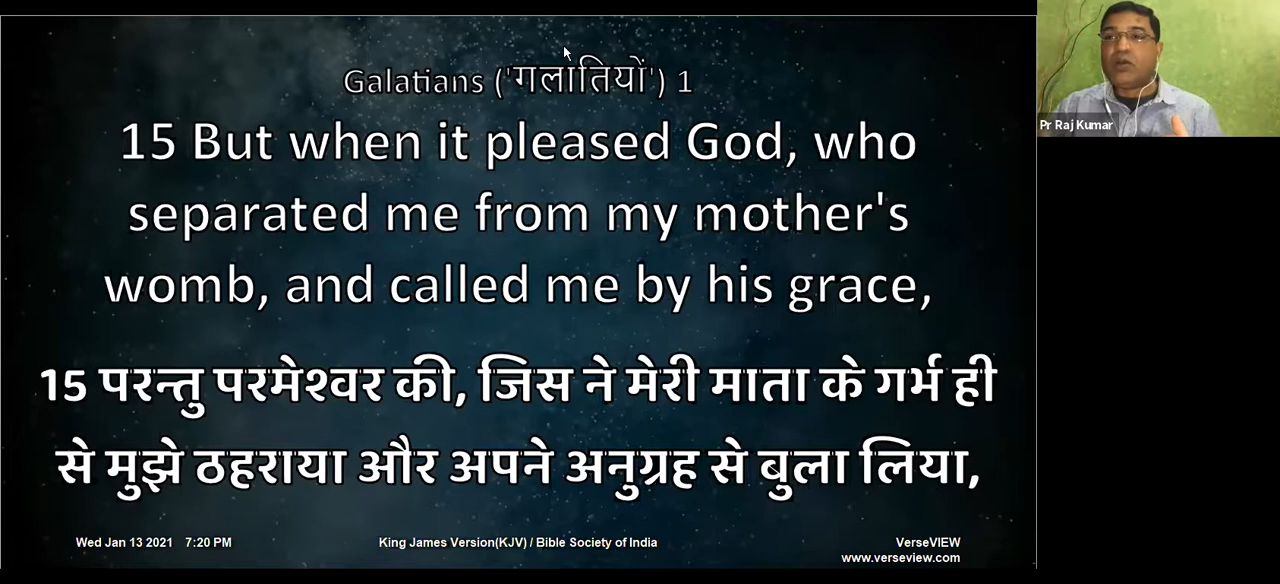 Galatians ('गलातियों') 1
15 But when it pleased God, who
separated me from my mother's
womb, and called me by his grace,
15 परन्तु परमेश्वर की, जिस ने मेरी माता के गर्भ ही
से मुझे ठहराया और अपने अनुग्रह से बुला लिया,
Wed Jan 13 2021 7:20 PM
King James Version(KJV) / Bible Society of India
VerseVIEW
www.verseview.com
Pr Raj Kumar